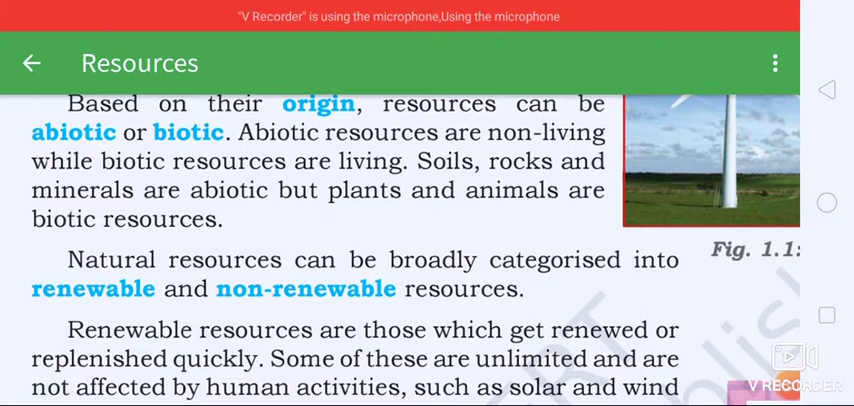 "V Recorder" is using the microphone,Using the microphone
Resources
Based on their origin, resources can be
abiotic or biotic. Abiotic resources are non-living
while biotic resources are living. Soils, rocks and
minerals are abiotic but plants and animals are
biotic resources.
Fig. 1.1:
Natural resources can be broadly categorised into
renewable and non-renewable resources.
Renewable resources are those which get renewed or
replenished quickly. Some of these are unlimited and are
not affected by human activities, such as solar and wind
V RECORDER